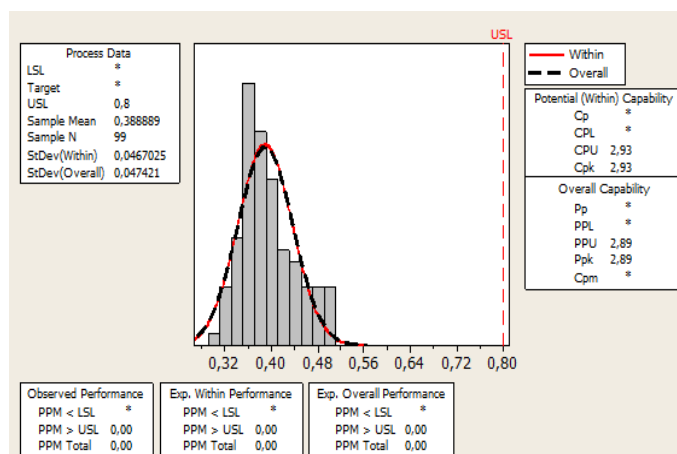 USL
Process Data
LSL *
Target *
USL 0,8
Sample Mean 0,388889
Sample N 99
StDev(Within) 0,0467025
StDev(Overall) 0,047421
Within
Overall
Potential (Within) Capability
Cp *
CPL *
CPU 2,93
Cpk 2,93
Overall Capability
Pp *
PPL *
PPU 2,89
Ppk 2,89
Cpm *
0,32 0,40 0,48 0,56 0,64 0,72 0,80
Observed Performance
PPM < LSL *
PPM > USL 0,00
PPM Total 0,00
Exp. Within Performance
PPM < LSL *
PPM > USL 0,00
PPM Total 0,00
Exp. Overall Performance
PPM < LSL *
PPM > USL 0,00
PPM Total 0,00